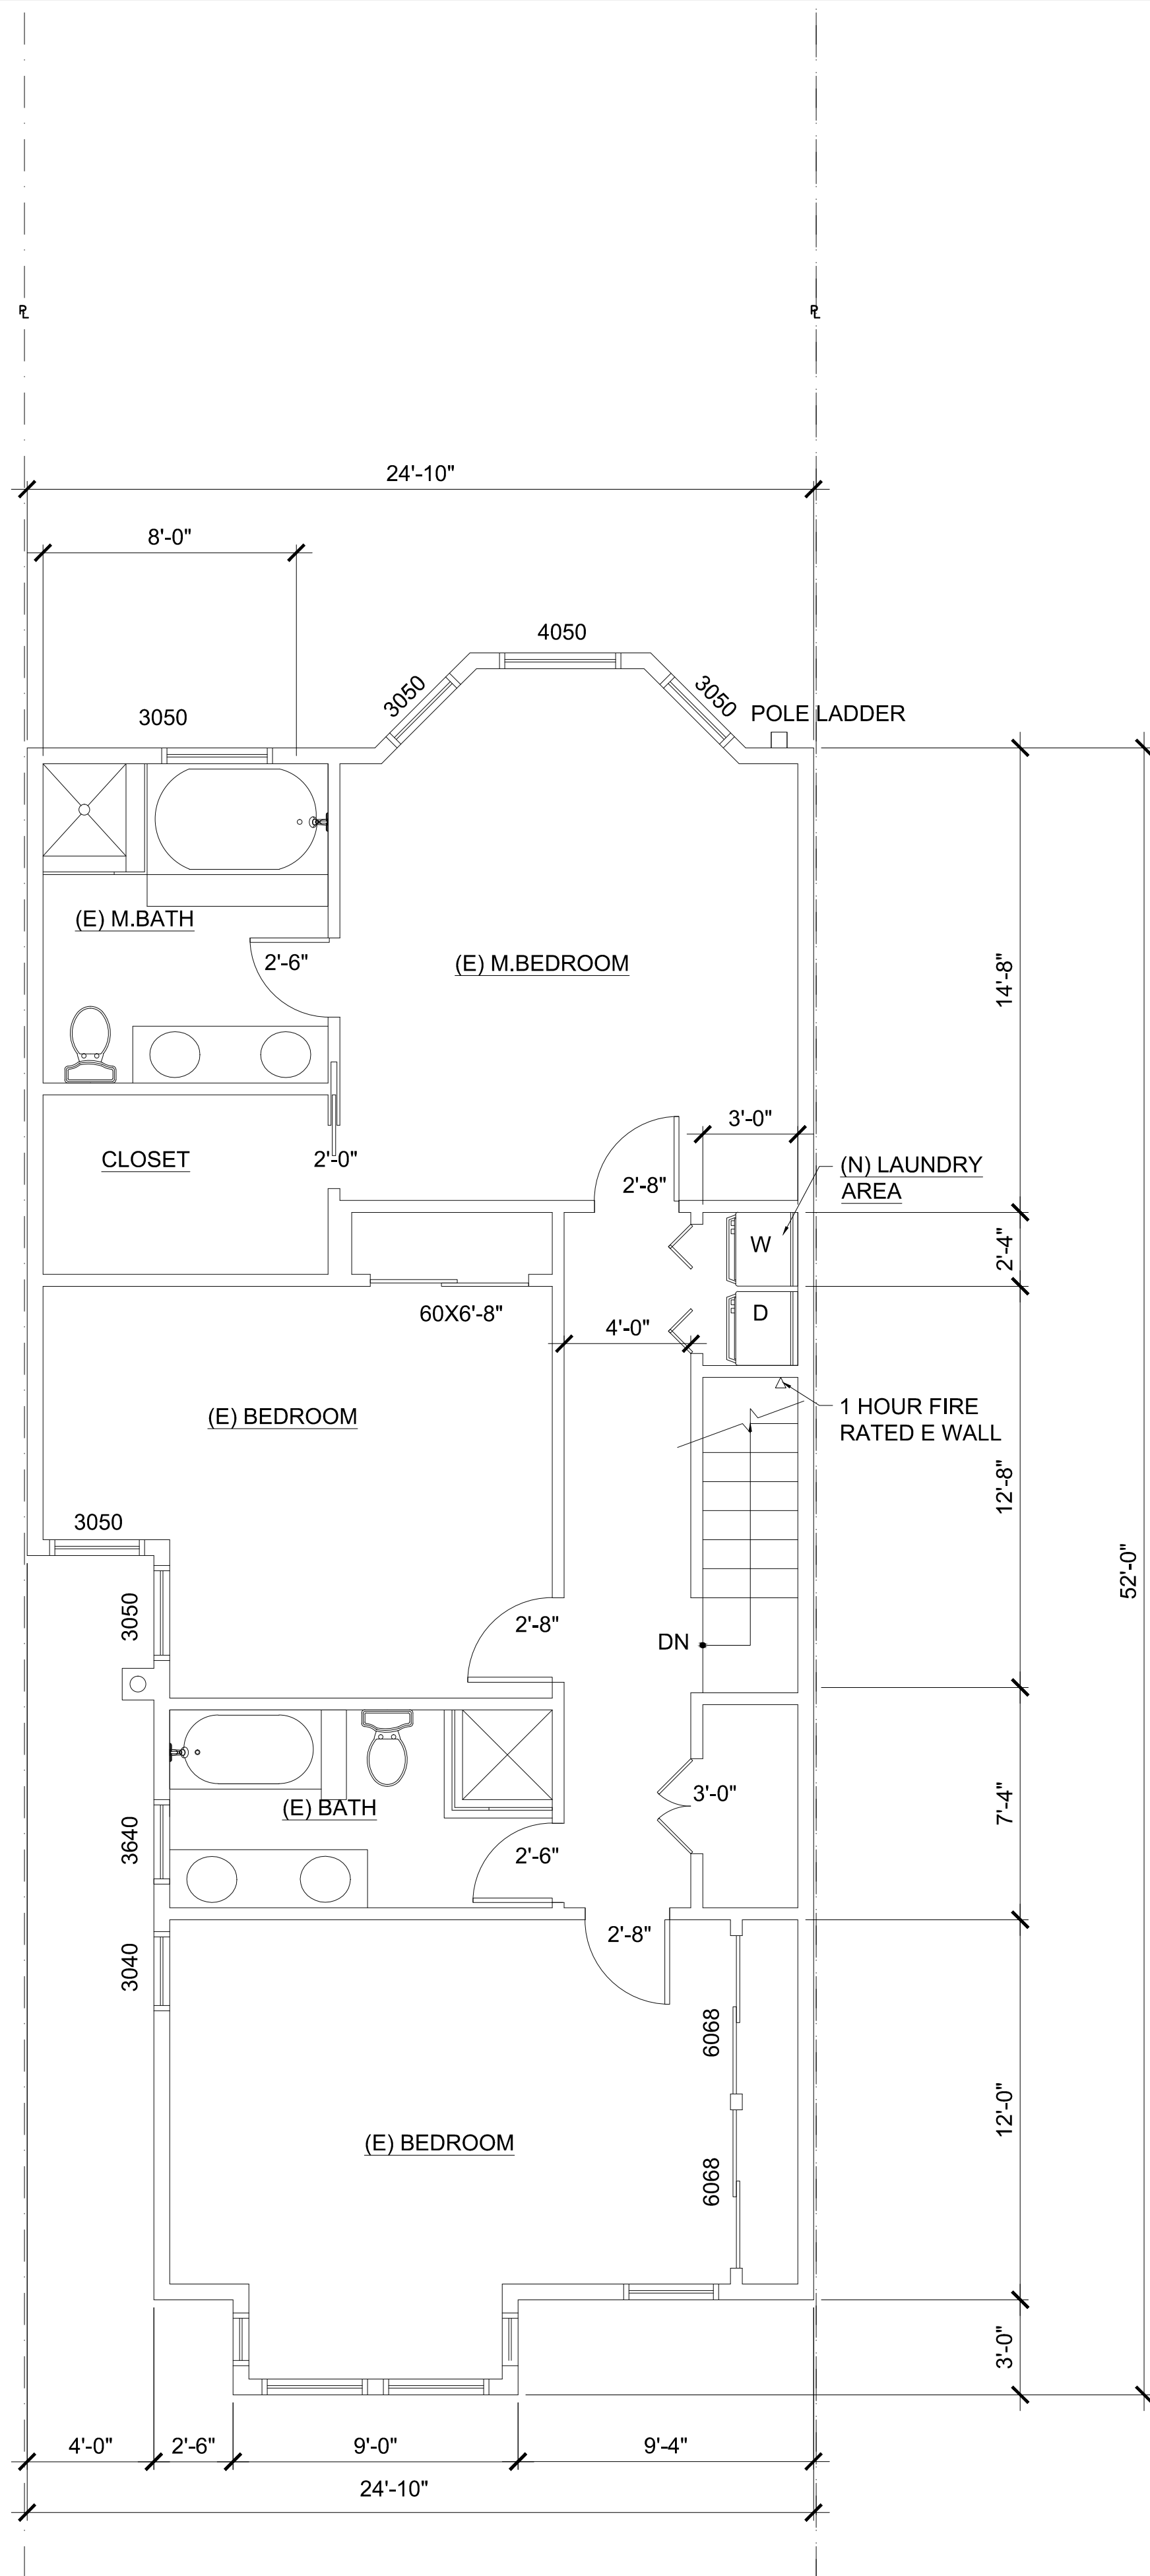 ℄ ℄
24'-10"
8'-0"
4050
3050
3050
3050
POLE LADDER
(E) M.BATH
2'-6"
(E) M.BEDROOM
14'-8"
3'-0"
CLOSET
2'-0"
2'-8"
(N) LAUNDRY
AREA
W
2'-4"
60X6'-8"
4'-0"
D
(E) BEDROOM
1 HOUR FIRE
RATED E WALL
12'-8"
3050
52'-0"
3050
2'-8"
DN
3'-0"
(E) BATH
7'-4"
3640
2'-6"
2'-8"
3040
6068
12'-0"
(E) BEDROOM
6068
3'-0"
4'-0"
2'-6"
9'-0"
9'-4"
24'-10"